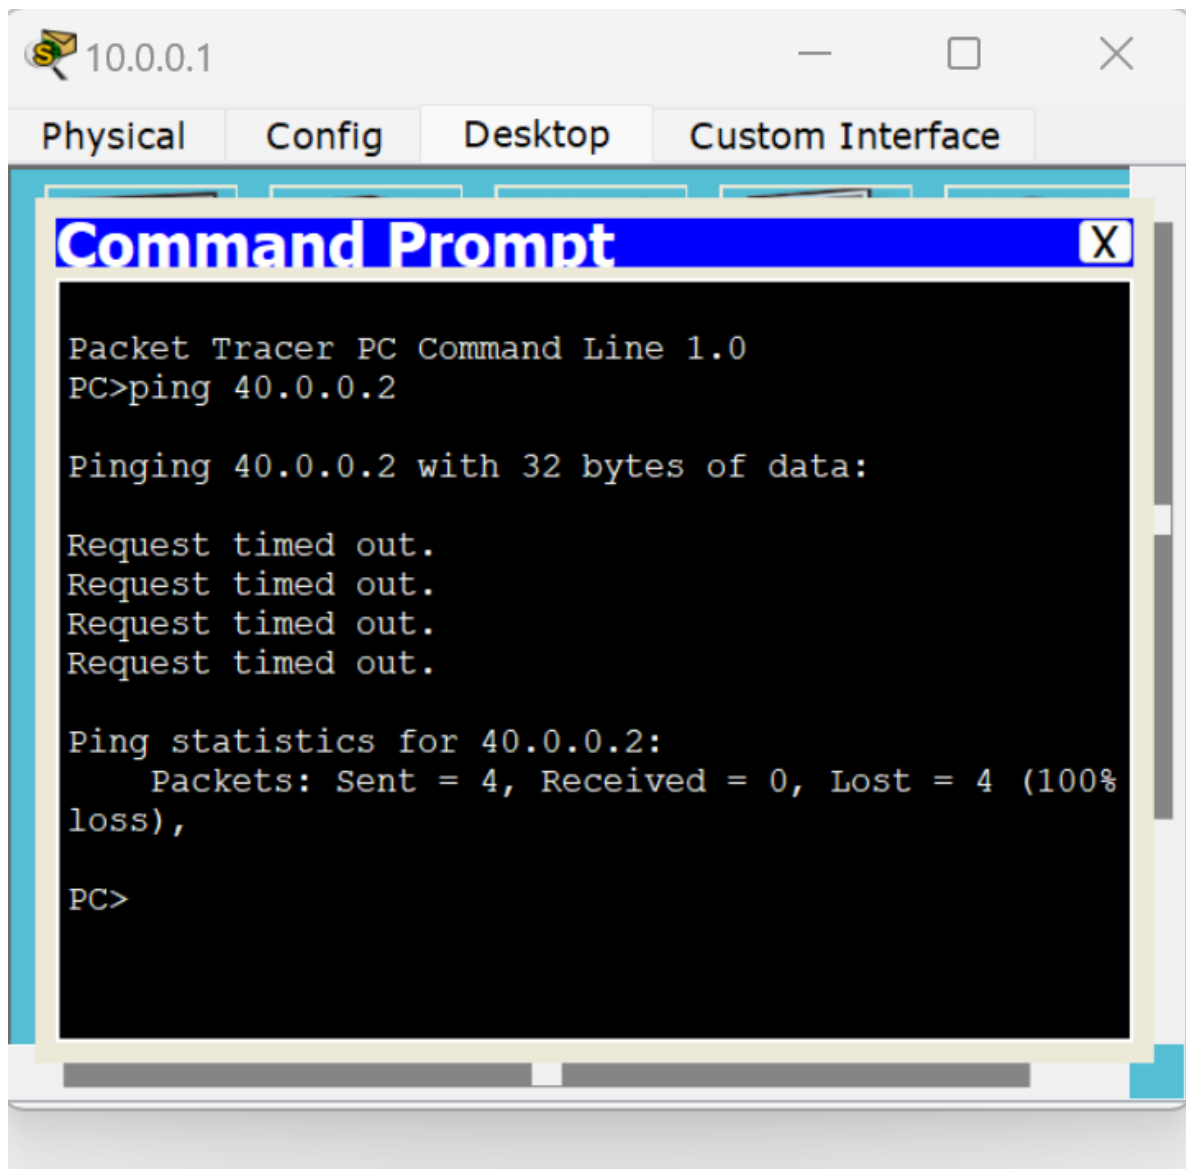 10.0.0.1
Physical Config Desktop Custom Interface
Command Prompt X
Packet Tracer PC Command Line 1.0
PC>ping 40.0.0.2
Pinging 40.0.0.2 with 32 bytes of data:
Request timed out.
Request timed out.
Request timed out.
Request timed out.
Ping statistics for 40.0.0.2:
    Packets: Sent = 4, Received = 0, Lost = 4 (100%
loss),
PC>